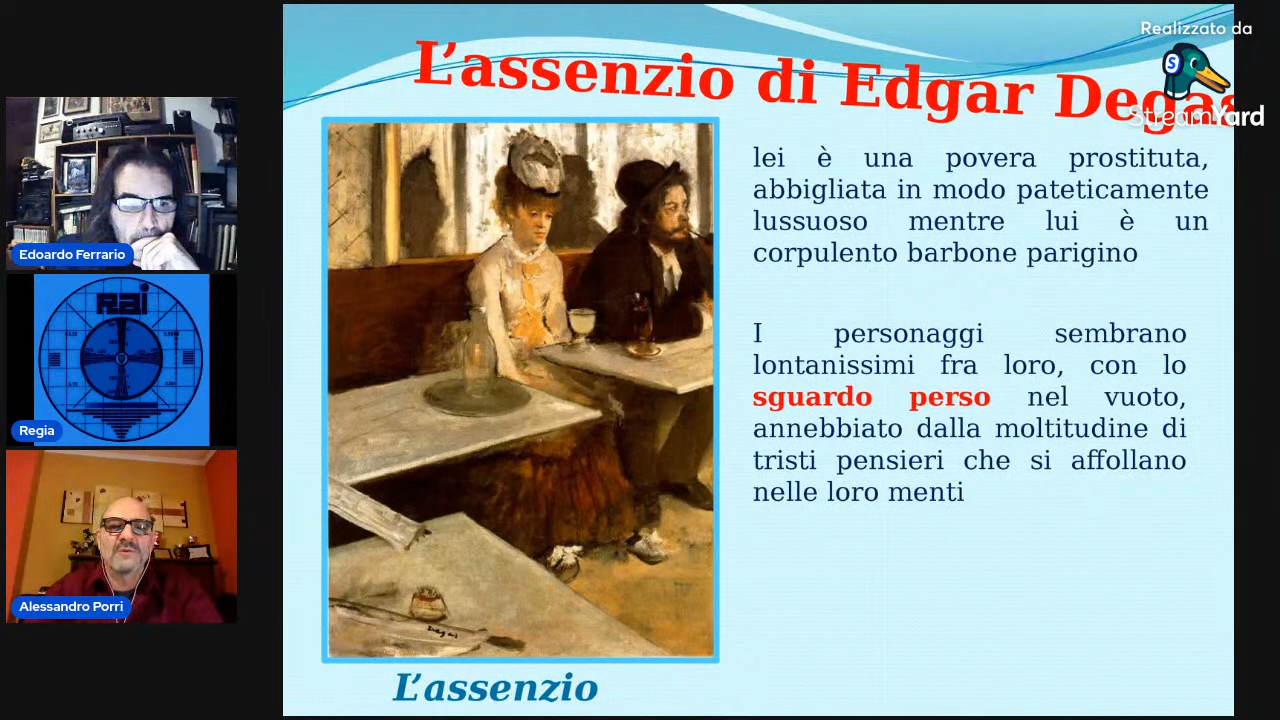 L'assenzio di Edgar Degas
Realizzato da
StreamYard
S
lei è una povera prostituta,
abbigliata in modo pateticamente
lussuoso mentre lui è un
corpulento barbone parigino
I personaggi sembrano
lontanissimi fra loro, con lo
sguardo perso nel vuoto,
annebbiato dalla moltitudine di
tristi pensieri che si affollano
nelle loro menti
Degas
L'assenzio
Edoardo Ferrario
Rai
Regia
Alessandro Porri